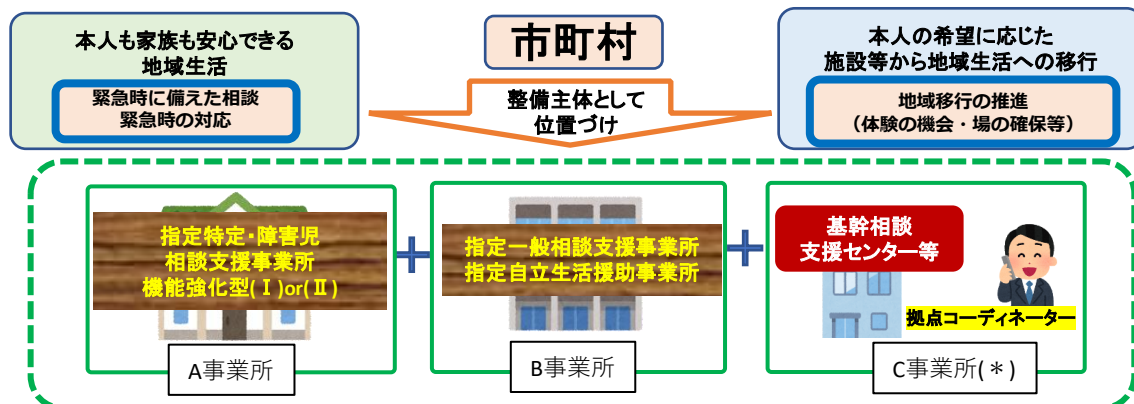 本人も家族も安心できる
地域生活
緊急時に備えた相談
緊急時の対応
市町村
整備主体として
位置づけ
本人の希望に応じた
施設等から地域生活への移行
地域移行の推進
（体験の機会・場の確保等）
指定特定・障害児
相談支援事業所
機能強化型(Ⅰ)or(Ⅱ)
A事業所
+
指定一般相談支援事業所
指定自立生活援助事業所
B事業所
+
基幹相談
支援センター等
拠点コーディネーター
C事業所(＊)